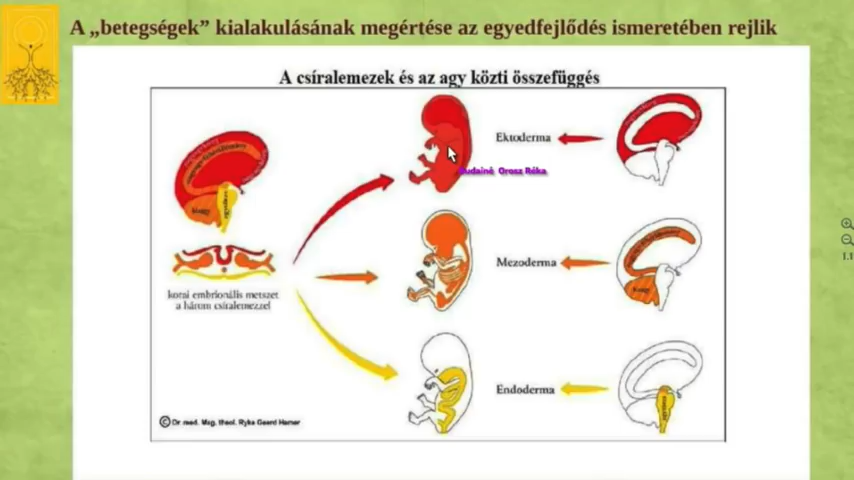 A „betegségek” kialakulásának megértése az egyedfejlődés ismeretében rejlik
A csíralemezek és az agy közti összefüggés
Ektoderma
Orosz Réka
Mezoderma
korai embrionális metszet
a három csíralemezzel
Endoderma
© Dr. med. Mag. theol. Ryke Geerd Hamer